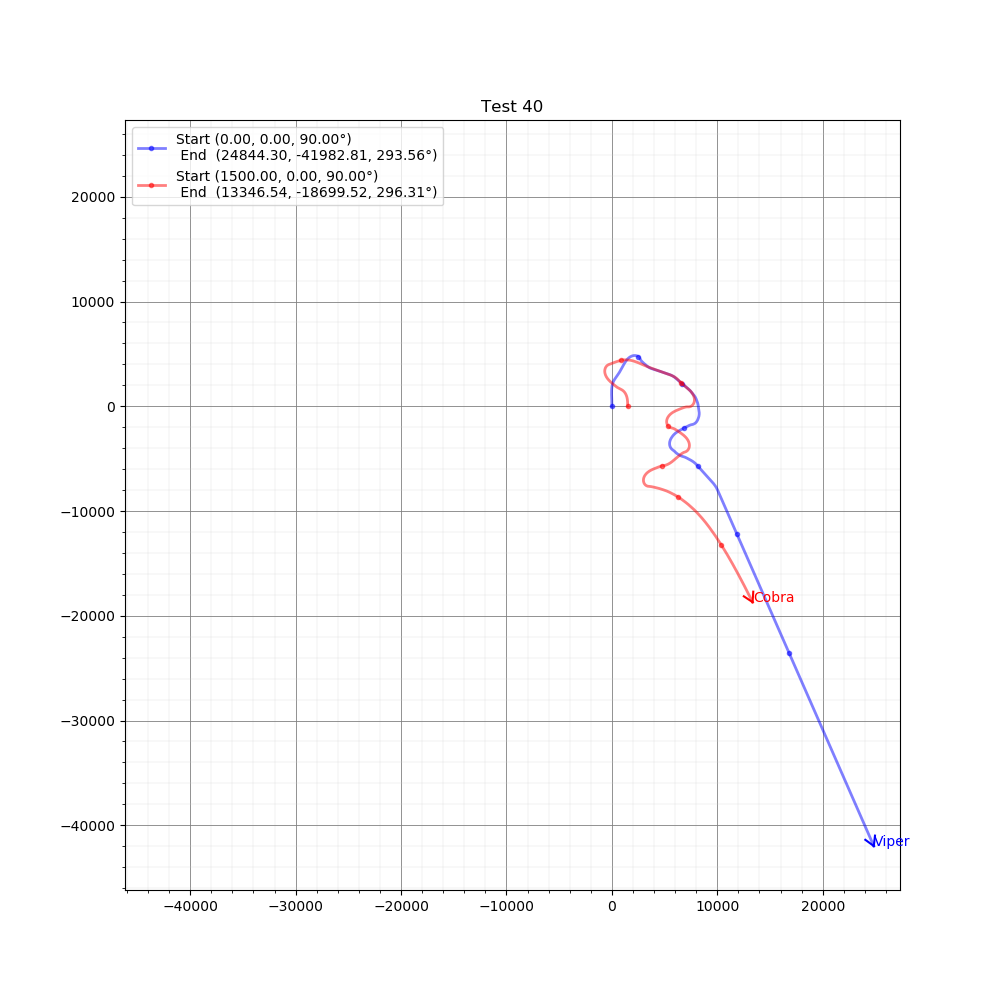 Test 40
Start (0.00, 0.00, 90.00°)
End  (24844.30, -41982.81, 293.56°)
Start (1500.00, 0.00, 90.00°)
End  (13346.54, -18699.52, 296.31°)
20000
10000
0
−10000
−20000
−30000
−40000
Cobra
Viper
−40000
−30000
−20000
−10000
0
10000
20000